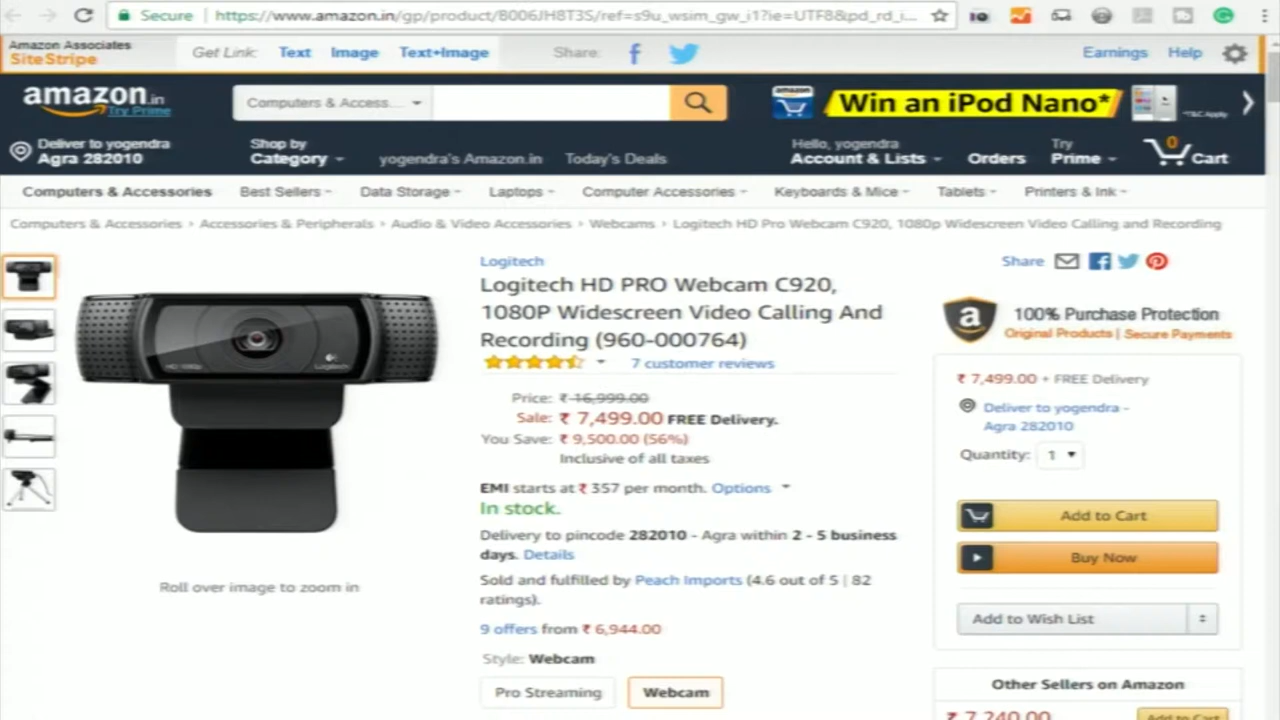 Secure https://www.amazon.in/gp/product/B006JH8T3S/ref=s9u_wsim_gw_i1?ie=UTF8&pd_rd_i...
Amazon Associates
SiteStripe
Get Link: Text Image Text+Image
Share:
Earnings Help
amazon.in
Try Prime
Computers & Access...
amazon
Win an iPod Nano*
*T&C Apply
Deliver to yogendra
Agra 282010
Shop by
Category
yogendra's Amazon.in Today's Deals
Hello, yogendra
Account & Lists
Orders
Try
Prime
0
Cart
Computers & Accessories Best Sellers Data Storage Laptops Computer Accessories Keyboards & Mice Tablets Printers & Ink
Computers & Accessories › Accessories & Peripherals › Audio & Video Accessories › Webcams › Logitech HD Pro Webcam C920, 1080p Widescreen Video Calling and Recording
HD 1080p
Logitech
Roll over image to zoom in
Logitech
Logitech HD PRO Webcam C920,
1080P Widescreen Video Calling And
Recording (960-000764)
7 customer reviews
Price: ₹ 16,999.00
Sale: ₹ 7,499.00 FREE Delivery.
You Save: ₹ 9,500.00 (56%)
Inclusive of all taxes
EMI starts at ₹ 357 per month. Options
In stock.
Delivery to pincode 282010 - Agra within 2 - 5 business
days. Details
Sold and fulfilled by Peach Imports (4.6 out of 5 | 82
ratings).
9 offers from ₹ 6,944.00
Style: Webcam
Pro Streaming Webcam
Share
100% Purchase Protection
Original Products | Secure Payments
₹ 7,499.00 + FREE Delivery
Deliver to yogendra -
Agra 282010
Quantity: 1
Add to Cart
Buy Now
Add to Wish List
Other Sellers on Amazon
₹ 7,240.00
Add to Cart